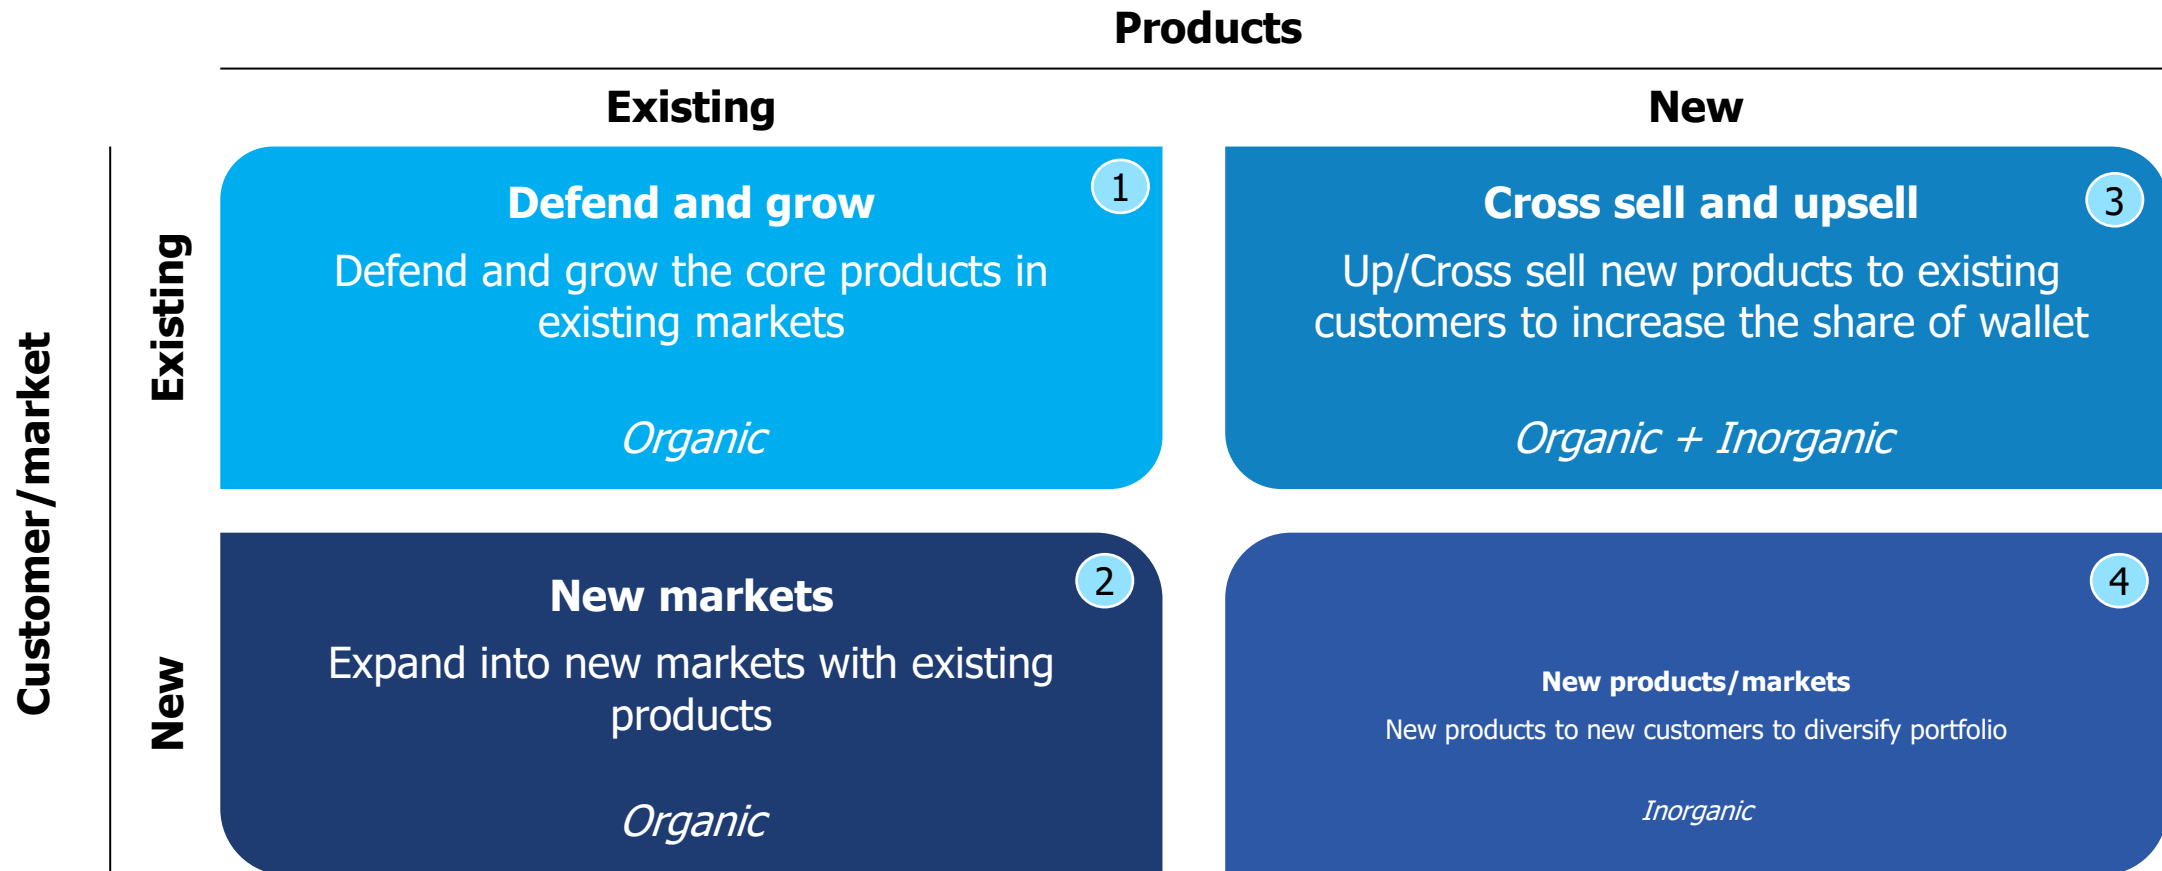 Products
Existing
New
Customer/market
Existing
Defend and grow
1
Defend and grow the core products in
existing markets
Organic
Cross sell and upsell
3
Up/Cross sell new products to existing
customers to increase the share of wallet
Organic + Inorganic
New
New markets
2
Expand into new markets with existing
products
Organic
4
New products/markets
New products to new customers to diversify portfolio
Inorganic